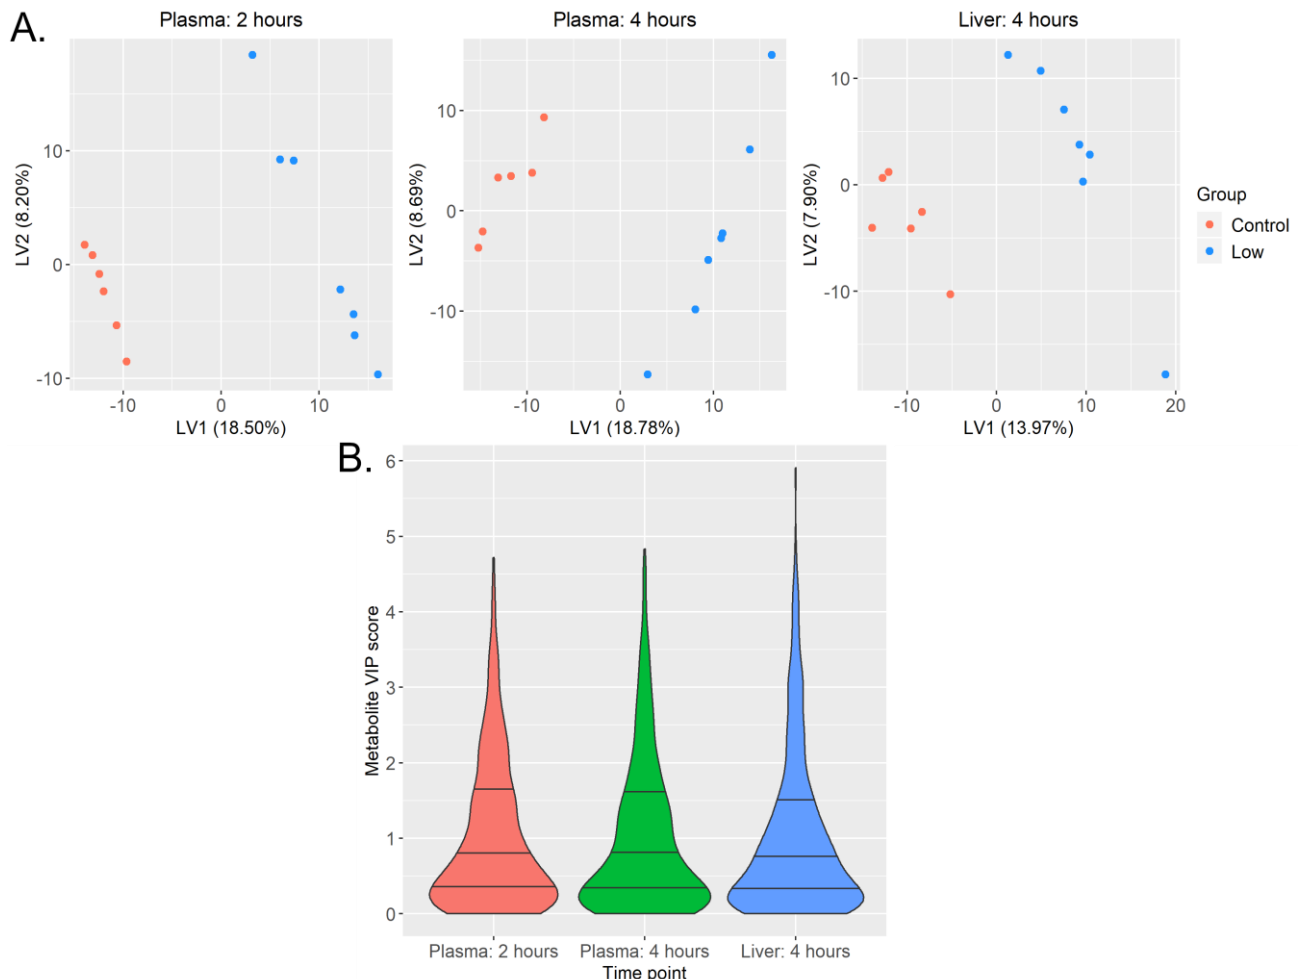 A.
Plasma: 2 hours
Plasma: 4 hours
Liver: 4 hours
LV2 (8.20%)
10
0
-10
-10
0
10
LV1 (18.50%)
LV2 (8.69%)
10
0
-10
-10
0
10
LV1 (18.78%)
LV2 (7.90%)
10
0
-10
-10
0
10
20
LV1 (13.97%)
Group
Control
Low
B.
Metabolite VIP score
6
5
4
3
2
1
0
Plasma: 2 hours
Plasma: 4 hours
Liver: 4 hours
Time point